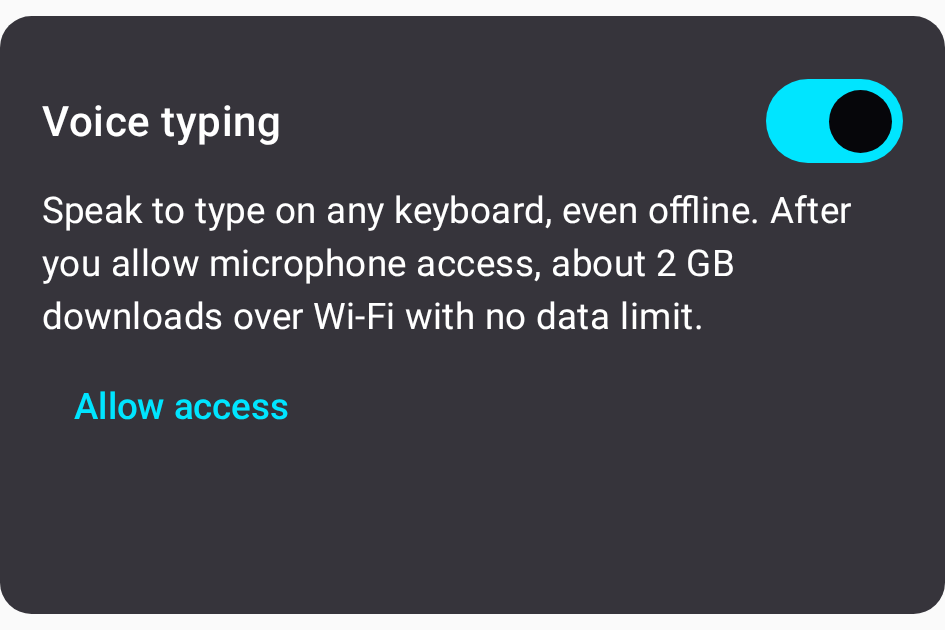 Voice typing
Speak to type on any keyboard, even offline. After
you allow microphone access, about 2 GB
downloads over Wi-Fi with no data limit.
Allow access